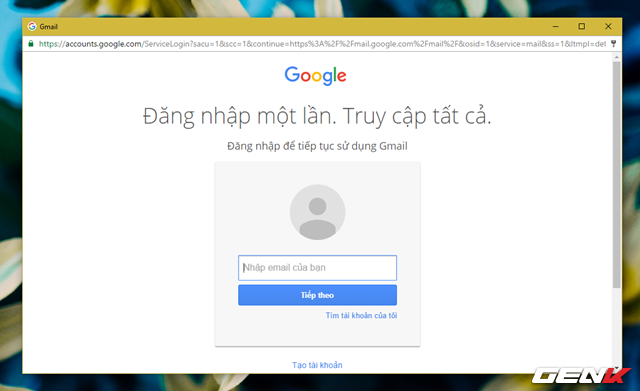 Gmail
https://accounts.google.com/ServiceLogin?sacu=1&scc=1&continue=https%3A%2F%2Fmail.google.com%2Fmail%2F&osid=1&service=mail&ss=1&ltmpl=def
Google
Đăng nhập một lần. Truy cập tất cả.
Đăng nhập để tiếp tục sử dụng Gmail
Nhập email của bạn
Tiếp theo
Tìm tài khoản của tôi
Tạo tài khoản
GENK